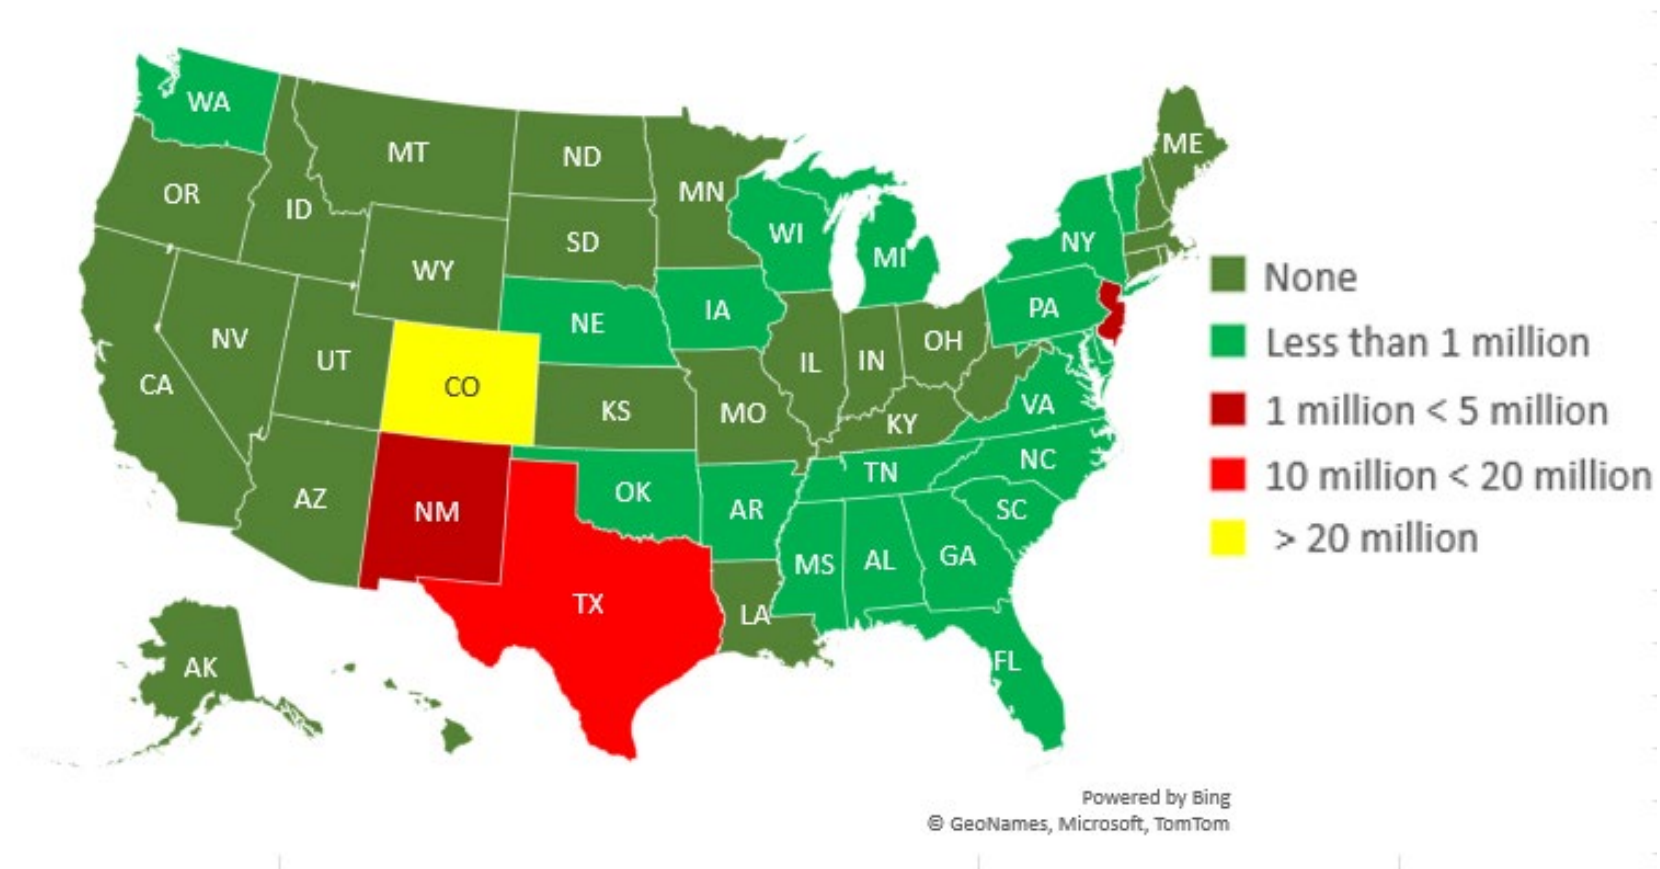 WA
MT
ND
ME
OR
ID
MN
SD
WI
NY
WY
MI
NE
IA
PA
NV
UT
CO
IL
IN
OH
CA
KS
MO
KY
VA
AZ
NM
OK
AR
TN
NC
SC
MS
AL
GA
TX
LA
FL
AK
None
Less than 1 million
1 million < 5 million
10 million < 20 million
> 20 million
Powered by Bing
© GeoNames, Microsoft, TomTom